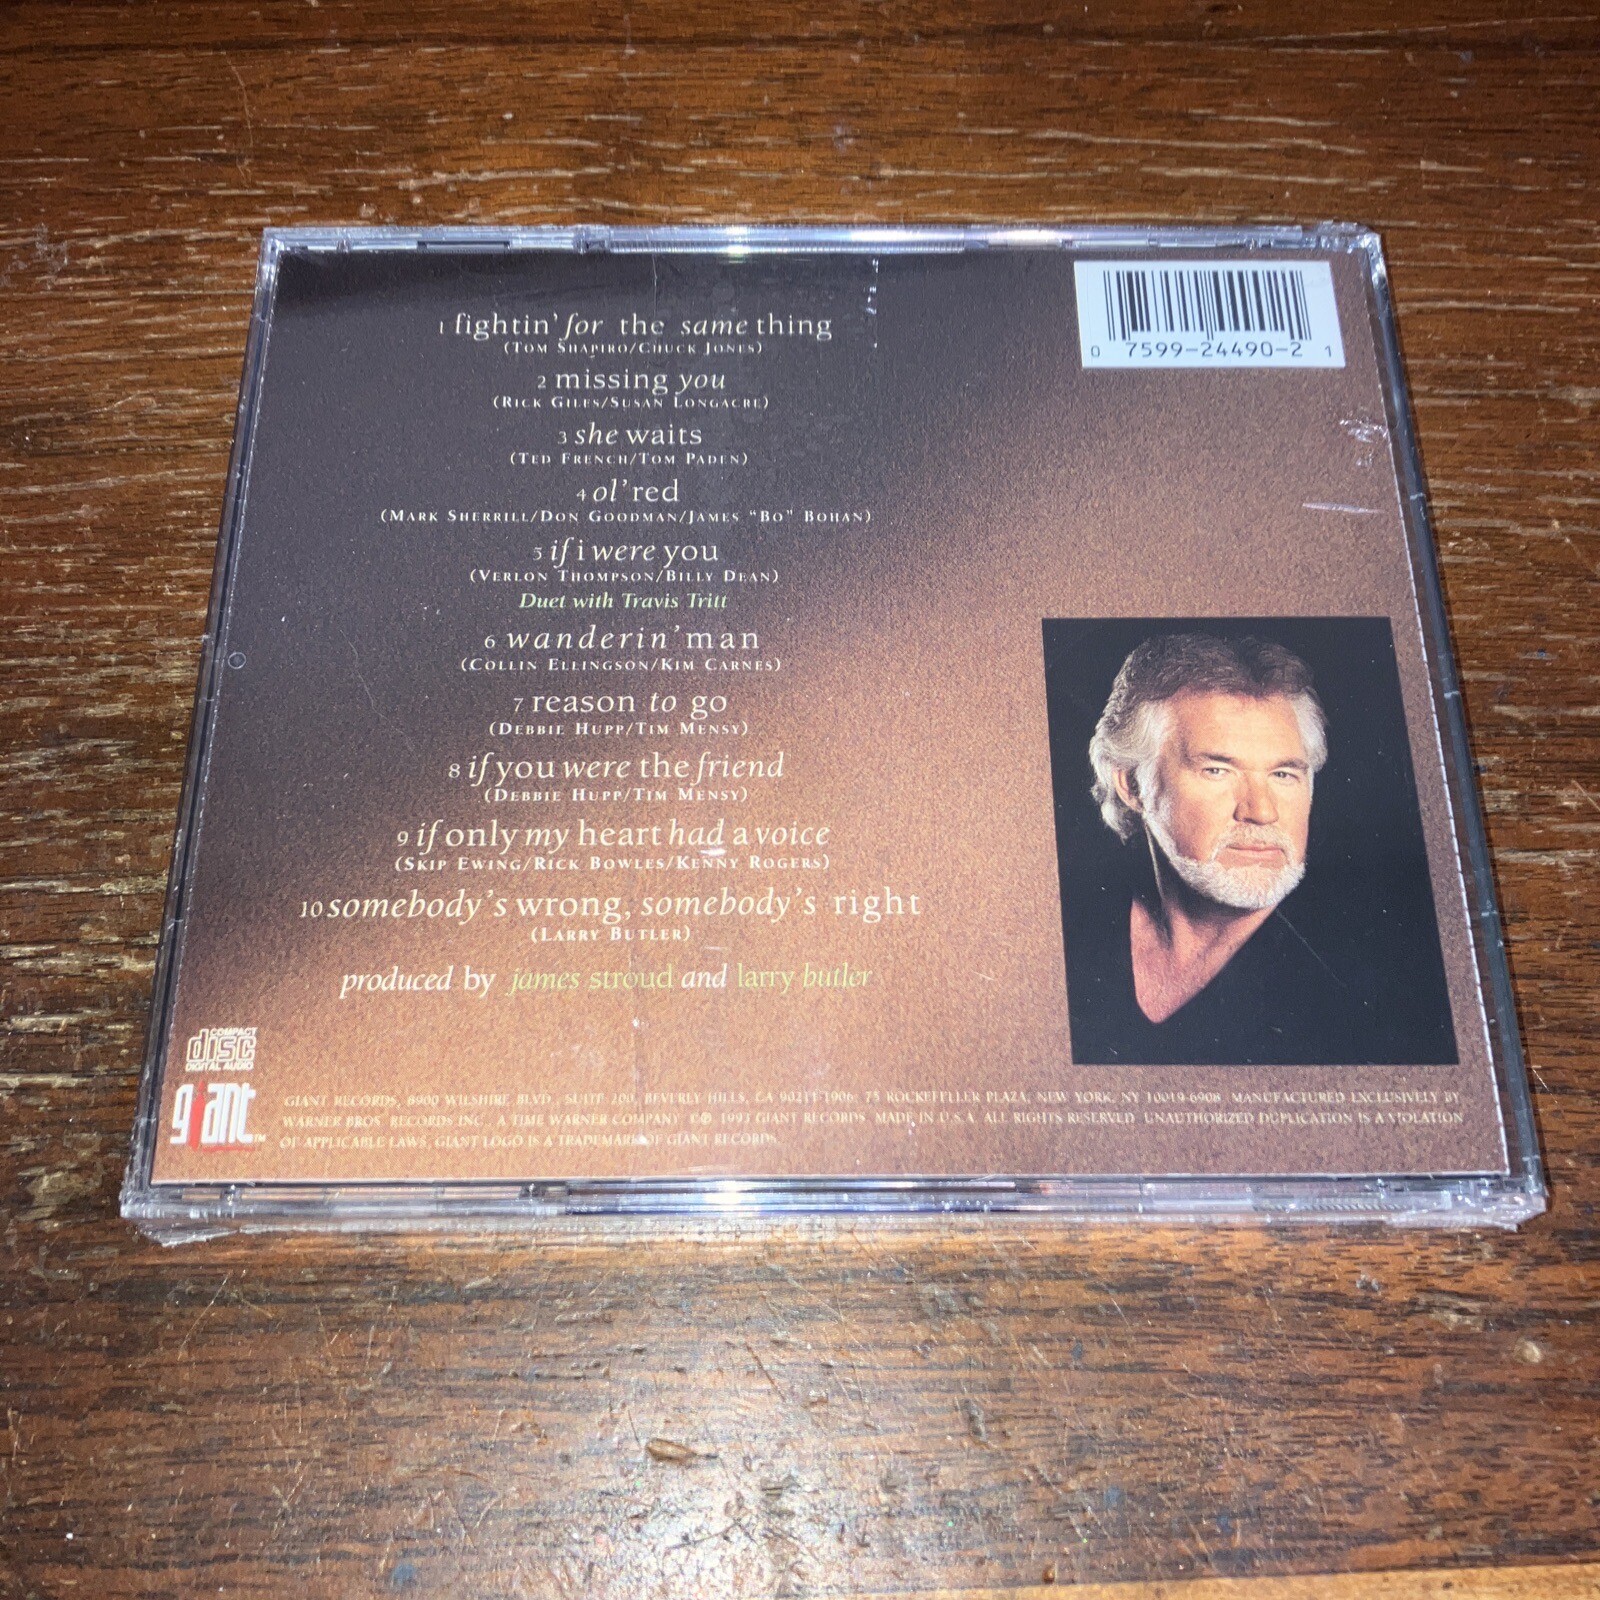 1 fightin' for the same thing
(TOM SHAPIRO/CHUCK JONES)
2 missing you
(RICK GILES/SUSAN LONGACRE)
3 she waits
(TED FRENCH/TOM PADEN)
4 ol' red
(MARK SHERRILL/DON GOODMAN/JAMES "BO" BOHAN)
5 if i were you
(VERLON THOMPSON/BILLY DEAN)
Duet with Travis Tritt
6 wanderin' man
(COLLIN ELLINGSON/KIM CARNES)
7 reason to go
(DEBBIE HUPP/TIM MENSY)
8 if you were the friend
(DEBBIE HUPP/TIM MENSY)
9 if only my heart had a voice
(SKIP EWING/RICK BOWLES/KENNY ROGERS)
10 somebody's wrong, somebody's right
(LARRY BUTLER)
produced by james stroud and larry butler
0 7599-24490-2 1
COMPACT
disc
DIGITAL AUDIO
giant™
GIANT RECORDS, 8900 WILSHIRE BLVD., SUITE 200, BEVERLY HILLS, CA 90211-1906; 75 ROCKEFELLER PLAZA, NEW YORK, NY 10019-6908 MANUFACTURED EXCLUSIVELY BY
WARNER BROS. RECORDS INC., A TIME WARNER COMPANY ©℗ 1993 GIANT RECORDS. MADE IN U.S.A. ALL RIGHTS RESERVED. UNAUTHORIZED DUPLICATION IS A VIOLATION
OF APPLICABLE LAWS. GIANT LOGO IS A TRADEMARK OF GIANT RECORDS.